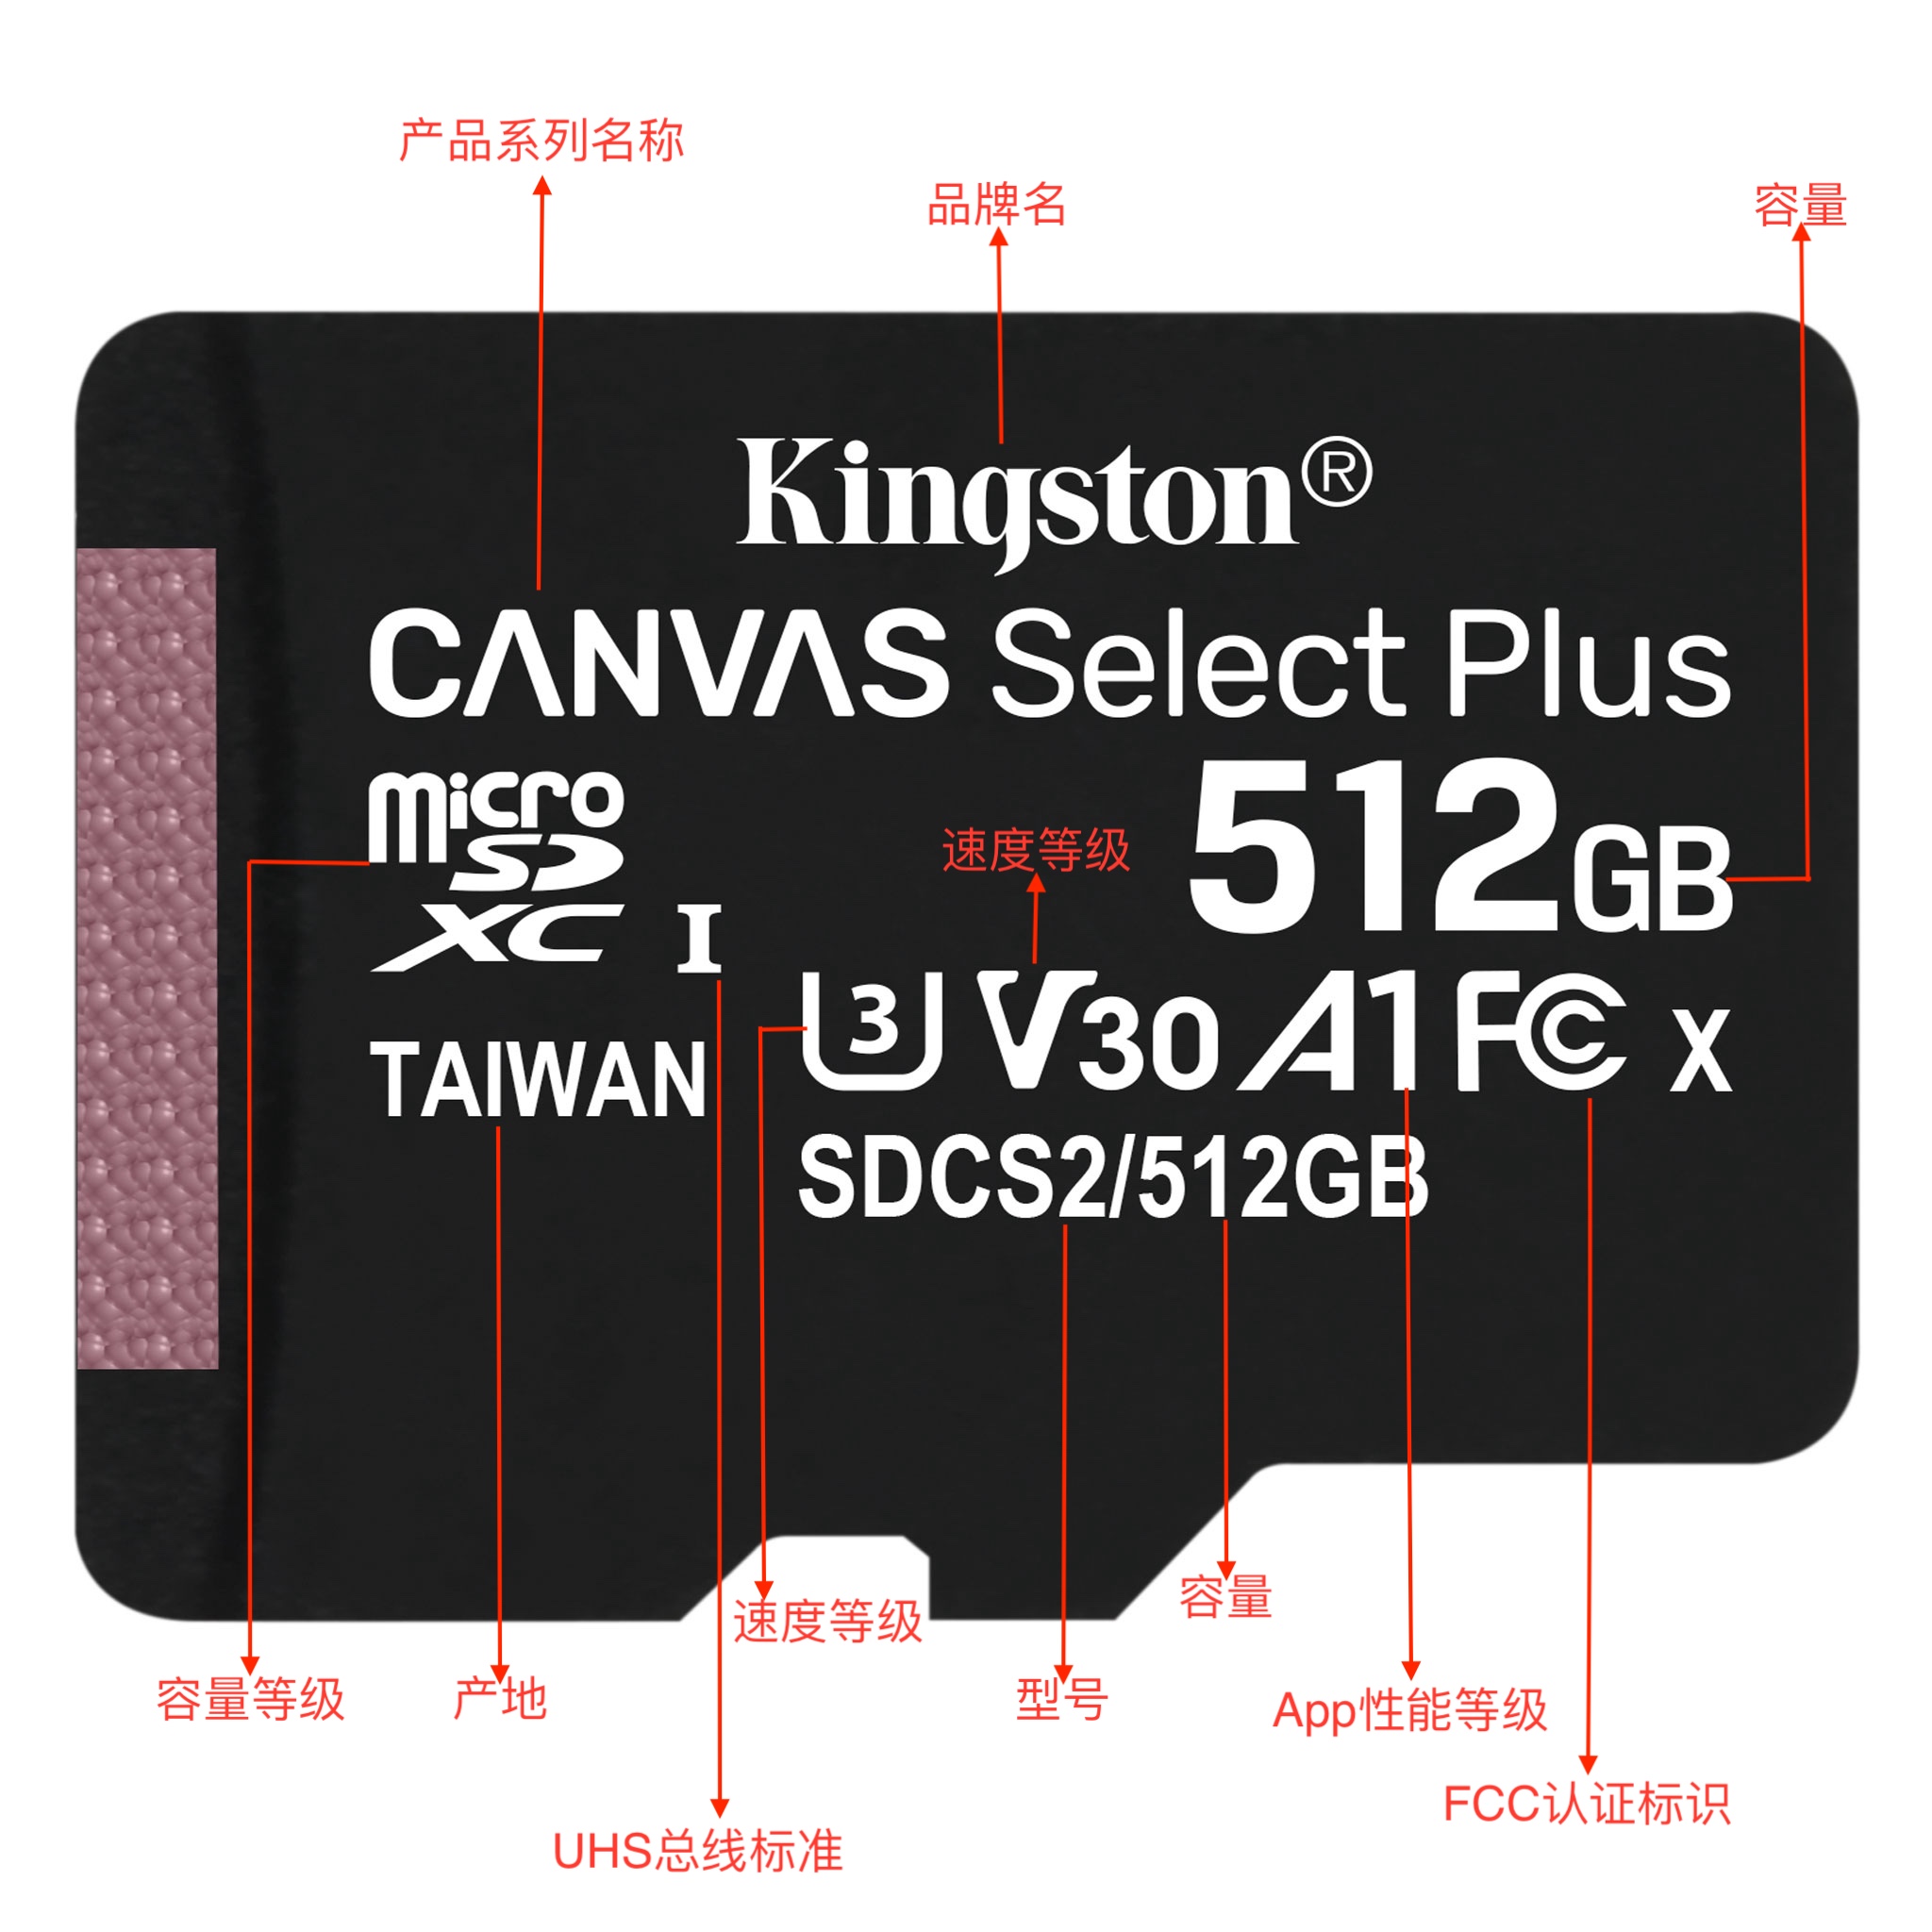 产品系列名称
品牌名
容量
Kingston®
CANVAS Select Plus
micro
SD
XC I
512GB
速度等级
U3 V30 A1 FC X
TAIWAN
SDCS2/512GB
容量
速度等级
容量等级
产地
型号
App性能等级
FCC认证标识
UHS总线标准